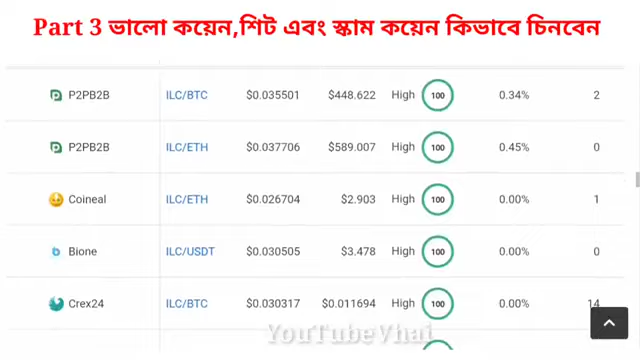 Part 3 ভালো কয়েন,শিট এবং স্কাম কয়েন কিভাবে চিনবেন
P2PB2B ILC/BTC $0.035501 $448.622 High 100 0.34% 2
P2PB2B ILC/ETH $0.037706 $589.007 High 100 0.45% 0
Coineal ILC/ETH $0.026704 $2.903 High 100 0.00% 1
Bione ILC/USDT $0.030505 $3.478 High 100 0.00% 0
Crex24 ILC/BTC $0.030317 $0.011694 High 100 0.00% 14
YouTubeVhai